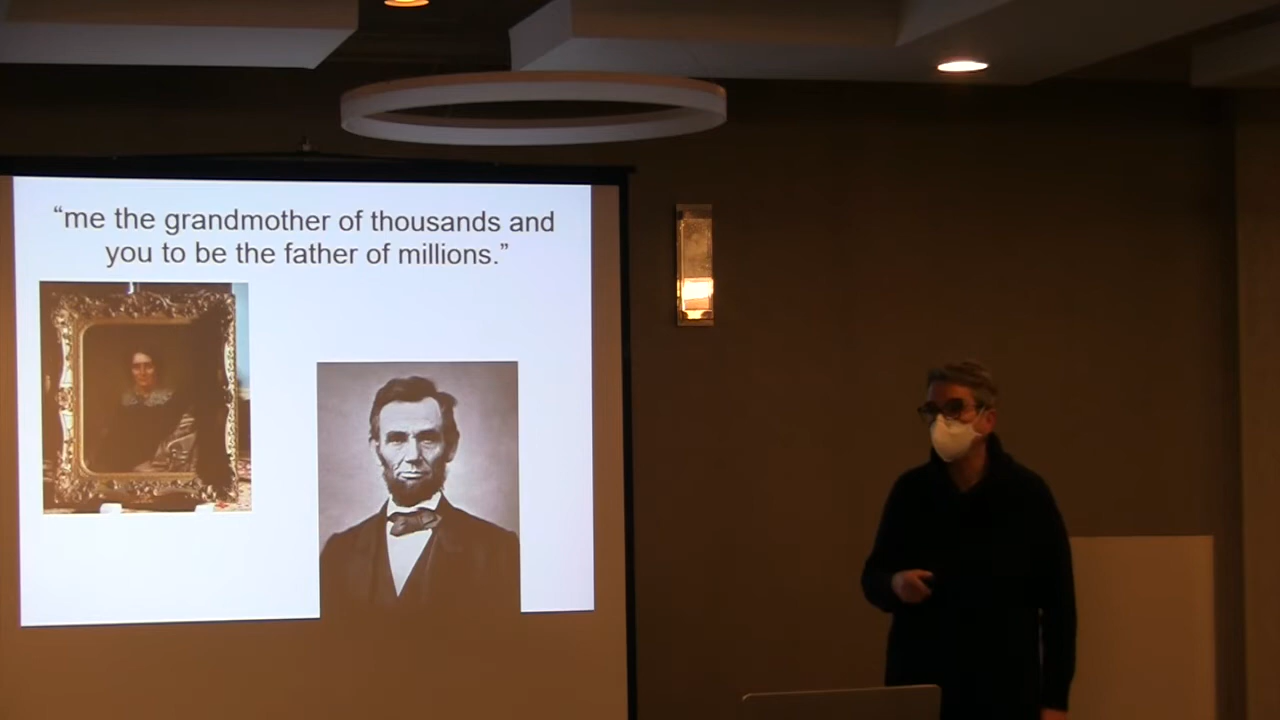 “me the grandmother of thousands and
you to be the father of millions.”